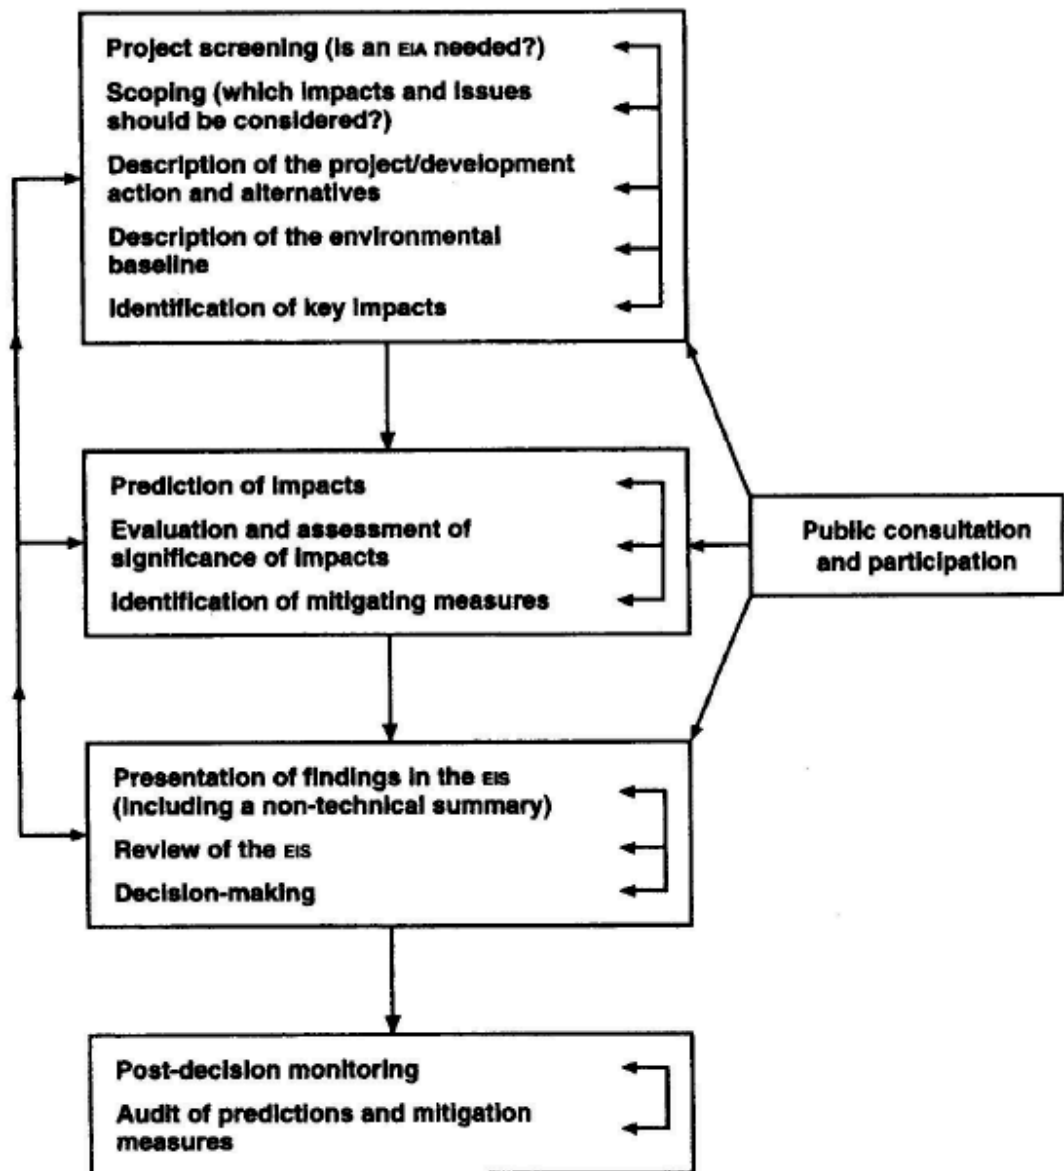 Project screening (is an EIA needed?)
Scoping (which impacts and issues
should be considered?)
Description of the project/development
action and alternatives
Description of the environmental
baseline
Identification of key impacts
Prediction of impacts
Evaluation and assessment of
significance of impacts
Identification of mitigating measures
Public consultation
and participation
Presentation of findings in the EIS
(including a non-technical summary)
Review of the EIS
Decision-making
Post-decision monitoring
Audit of predictions and mitigation
measures